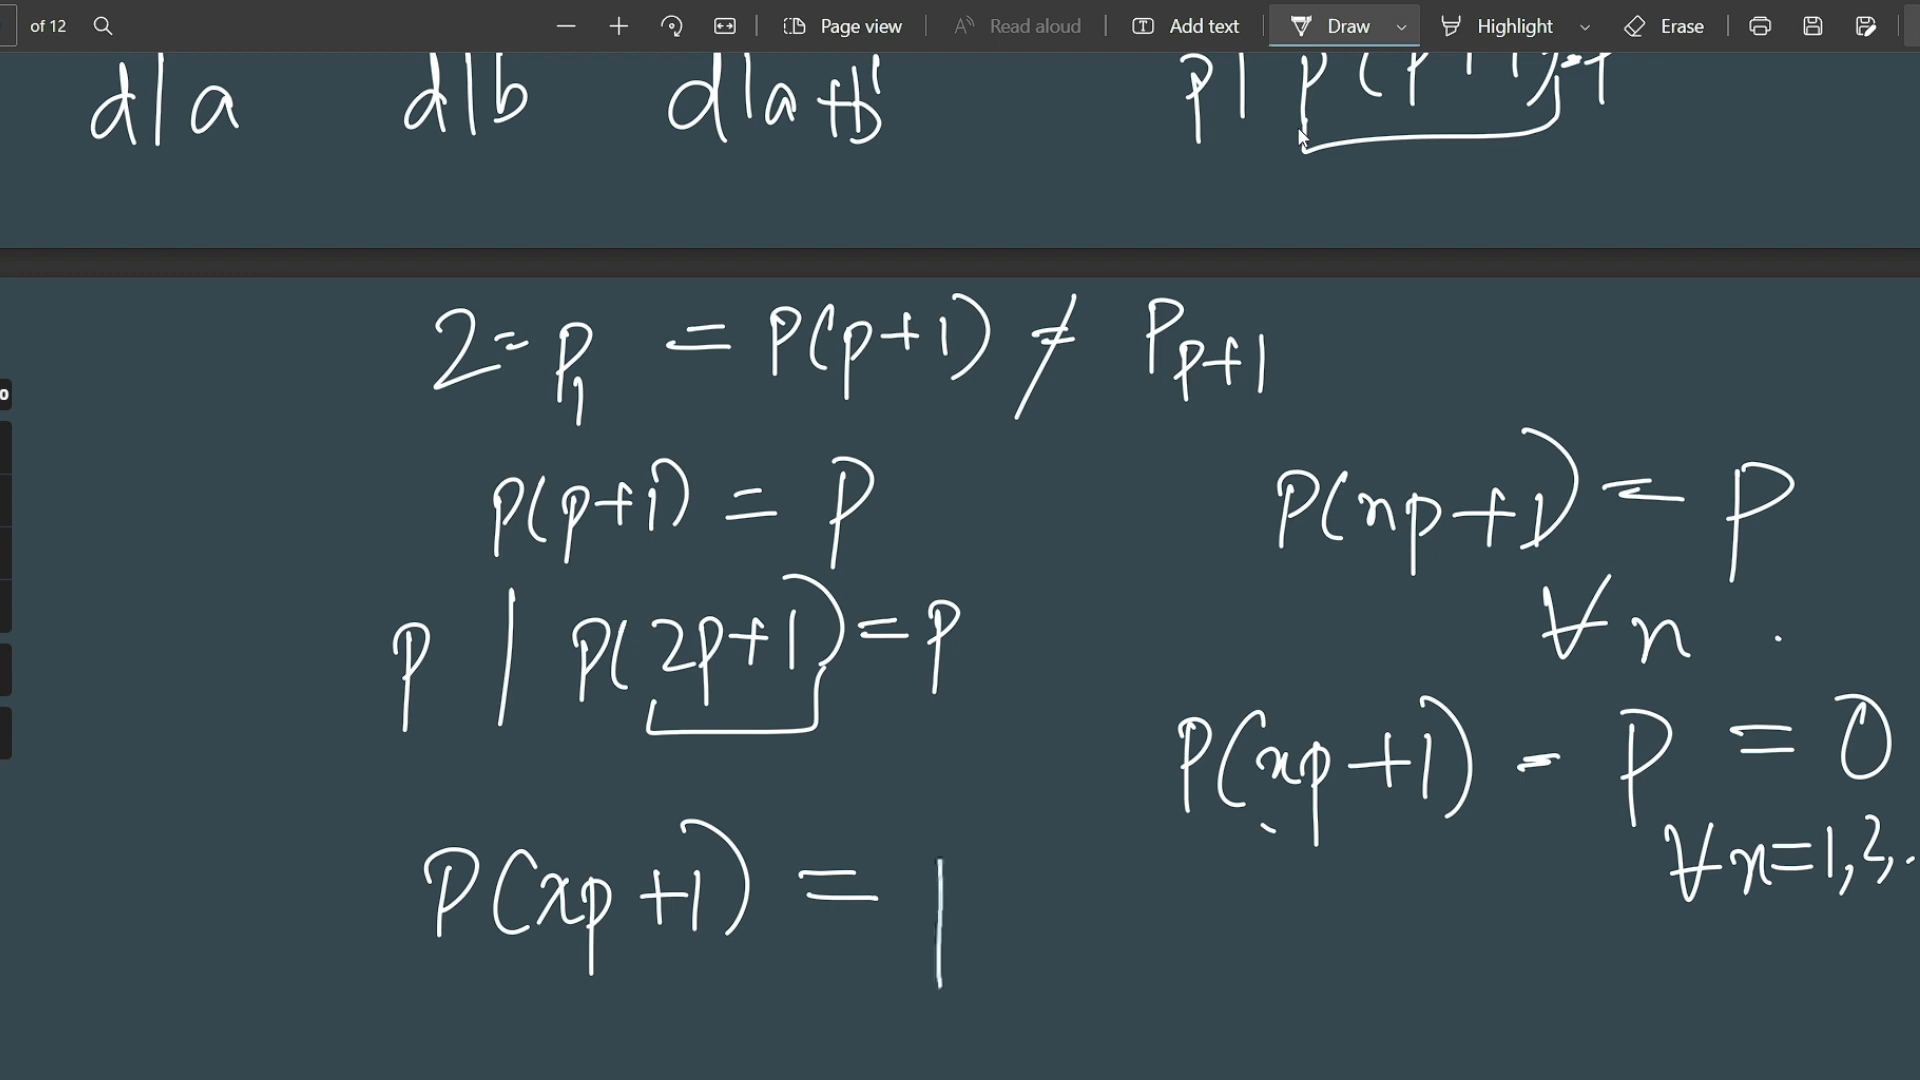 of 12 Page view Read aloud Add text Draw Highlight Erase
d|a d|b d|a+b
2 = p₁ = P(p+1) ≠ P_{p+1}
P(p+1) = P
P(np+1) = P
∀ n .
p | P(2p+1) = P
P(xp+1) - P = 0
∀ x=1,2,.
P(xp+1) = |